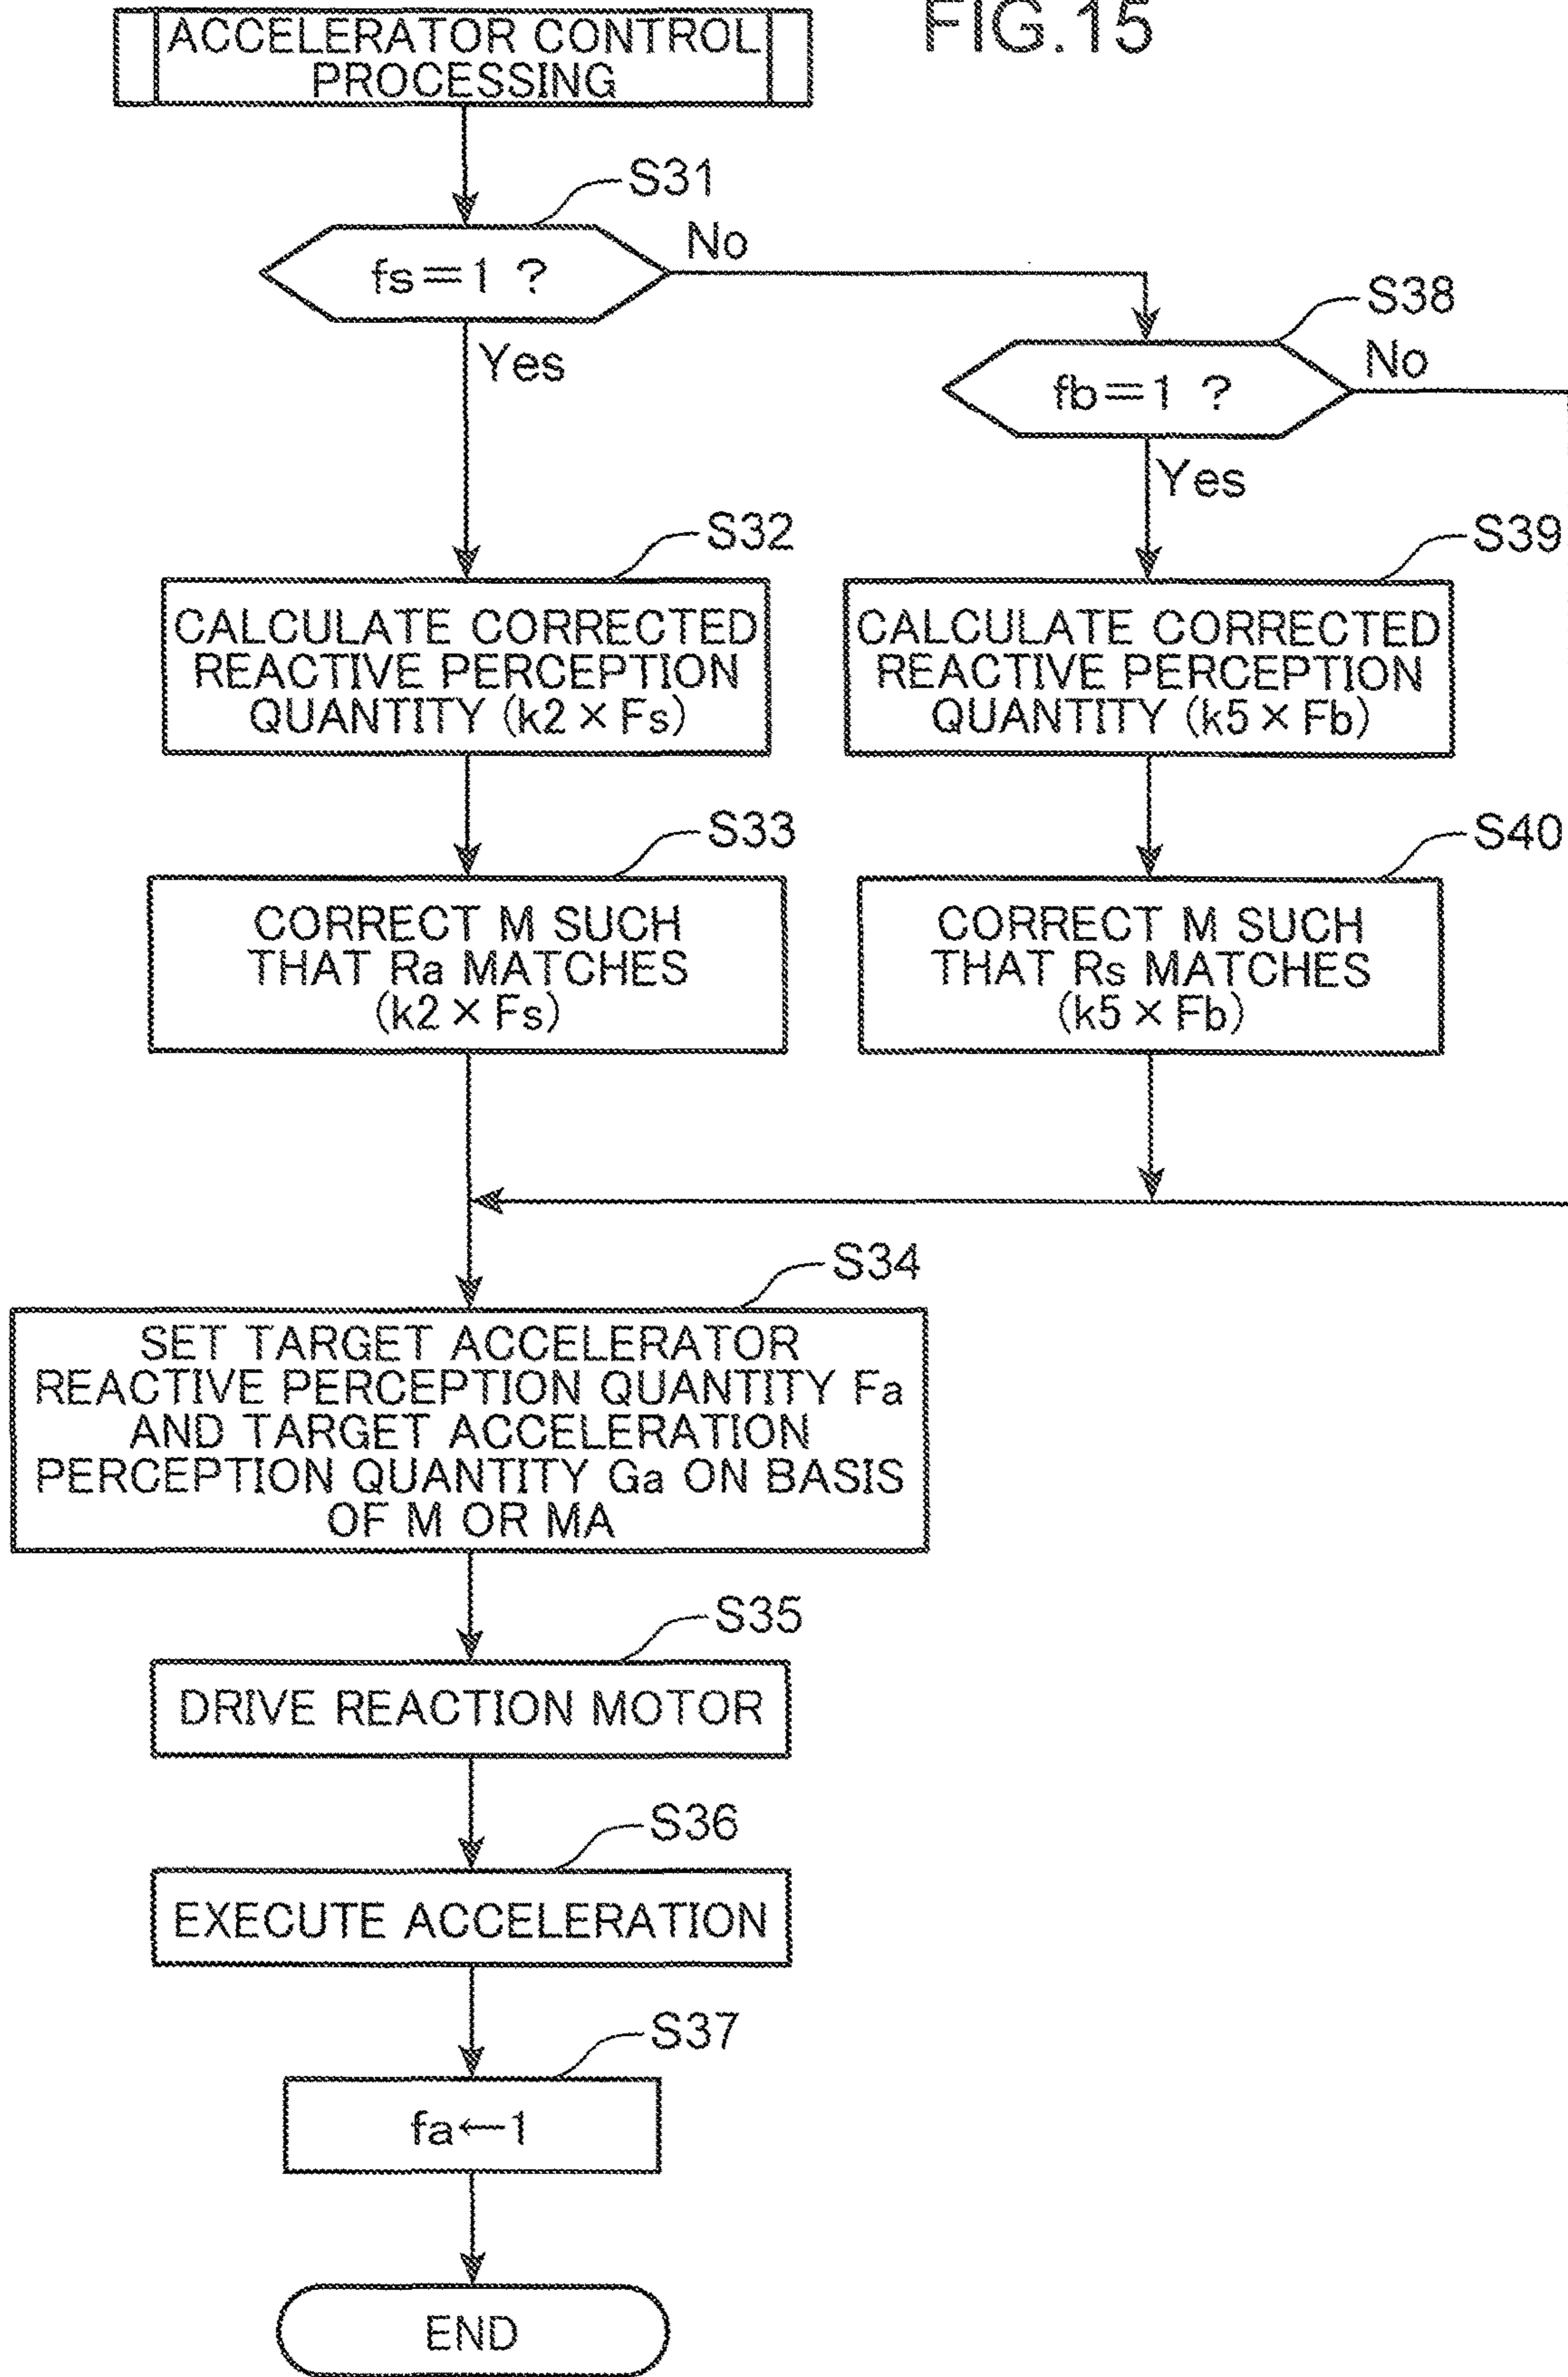 FIG.15
ACCELERATOR CONTROL
PROCESSING
S31
fs=1 ?
No
Yes
S38
fb=1 ?
No
Yes
S32
CALCULATE CORRECTED
REACTIVE PERCEPTION
QUANTITY (k2 × Fs)
S39
CALCULATE CORRECTED
REACTIVE PERCEPTION
QUANTITY (k5 × Fb)
S33
CORRECT M SUCH
THAT Ra MATCHES
(k2 × Fs)
S40
CORRECT M SUCH
THAT Rs MATCHES
(k5 × Fb)
S34
SET TARGET ACCELERATOR
REACTIVE PERCEPTION QUANTITY Fa
AND TARGET ACCELERATION
PERCEPTION QUANTITY Ga ON BASIS
OF M OR MA
S35
DRIVE REACTION MOTOR
S36
EXECUTE ACCELERATION
S37
fa←1
END